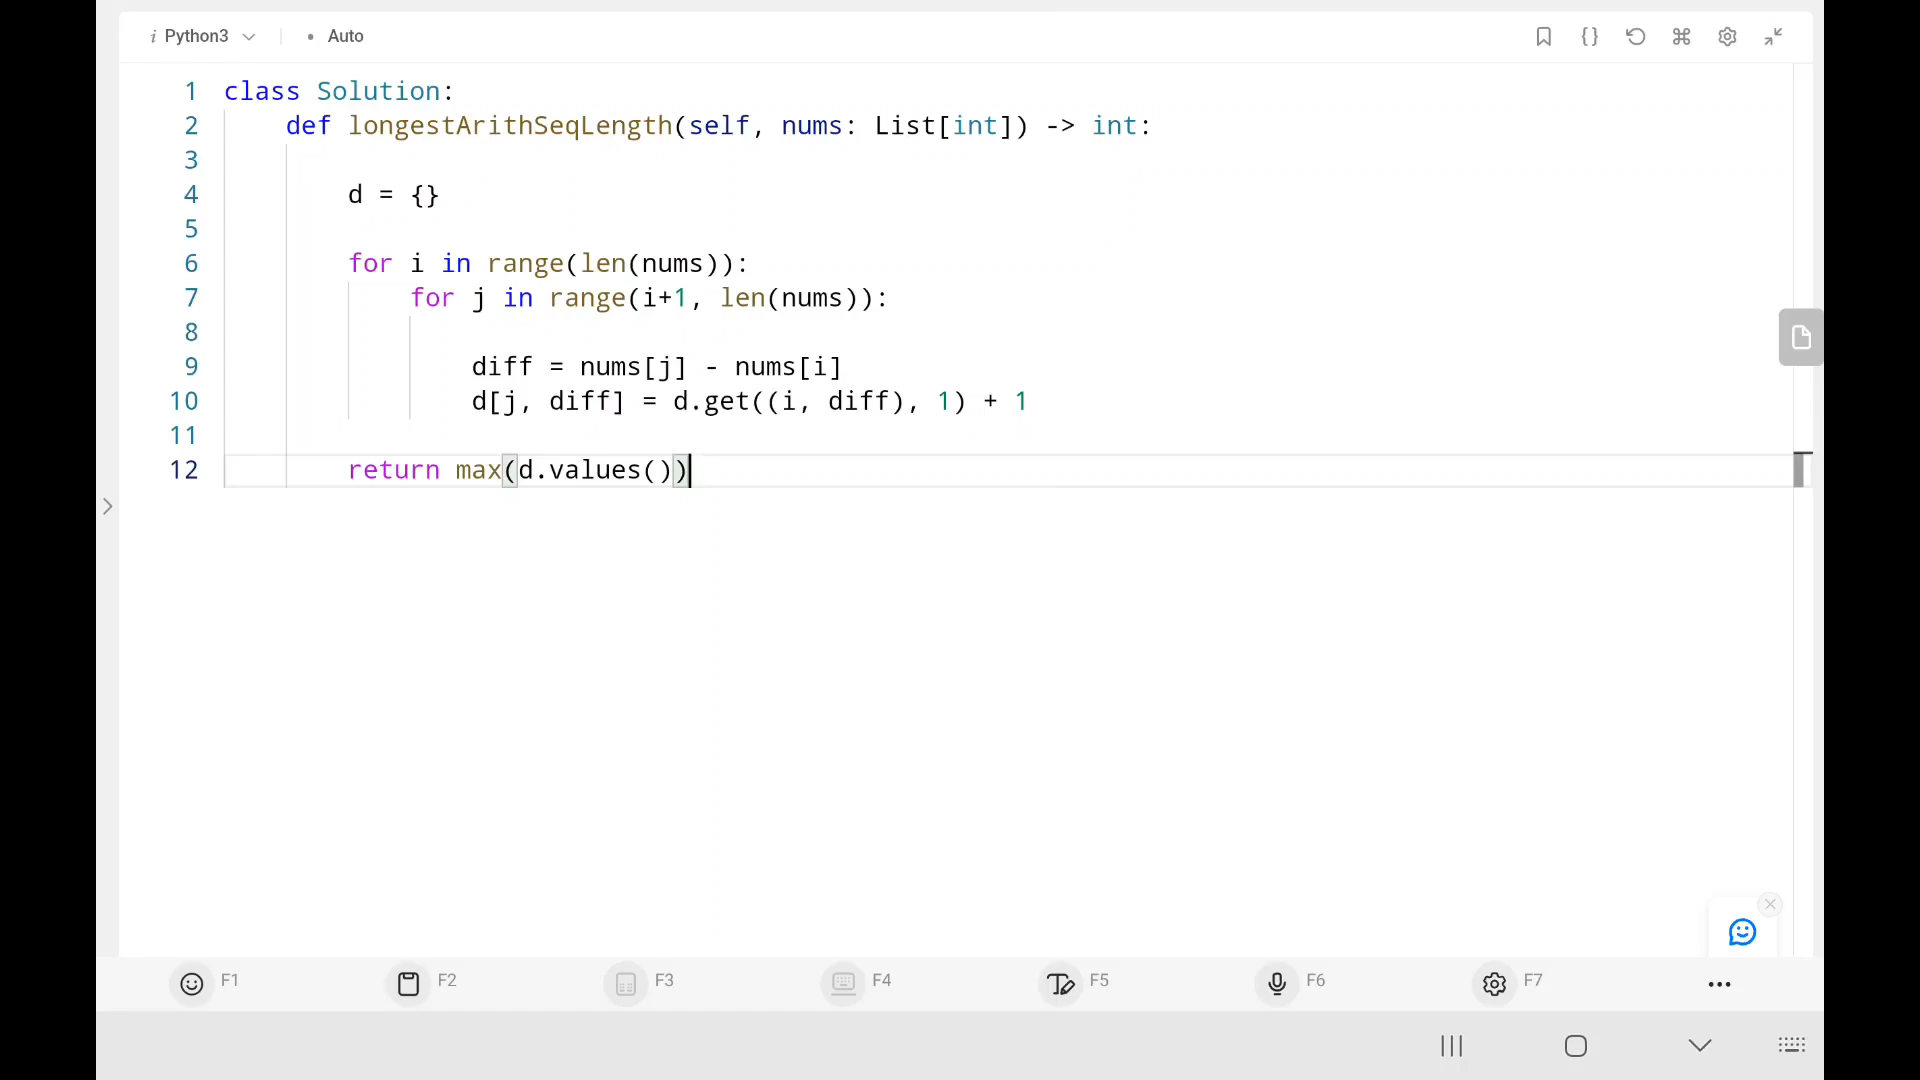 i Python3 • Auto
1 class Solution:
2 def longestArithSeqLength(self, nums: List[int]) -> int:
3
4 d = {}
5
6 for i in range(len(nums)):
7 for j in range(i+1, len(nums)):
8
9 diff = nums[j] - nums[i]
10 d[j, diff] = d.get((i, diff), 1) + 1
11
12 return max(d.values())
F1 F2 F3 F4 F5 F6 F7